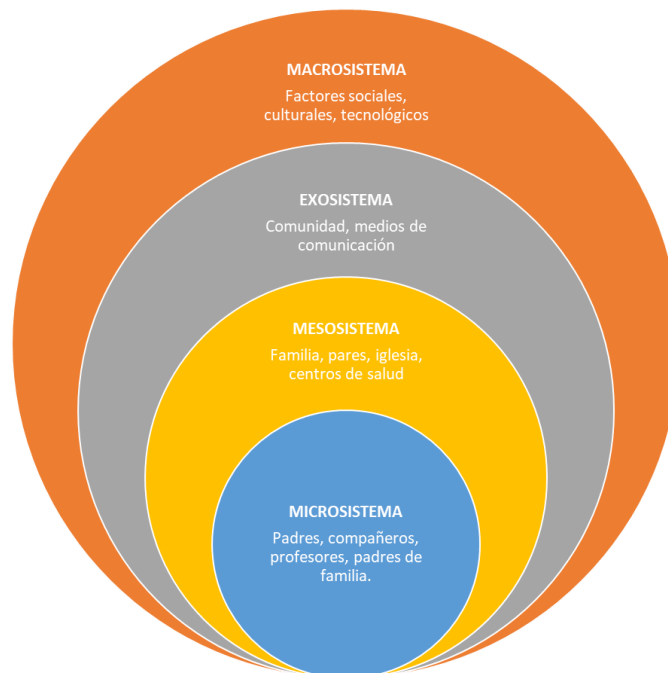 MACROSISTEMA
Factores sociales,
culturales, tecnológicos
EXOSISTEMA
Comunidad, medios de
comunicación
MESOSISTEMA
Familia, pares, iglesia,
centros de salud
MICROSISTEMA
Padres, compañeros,
profesores, padres de
familia.